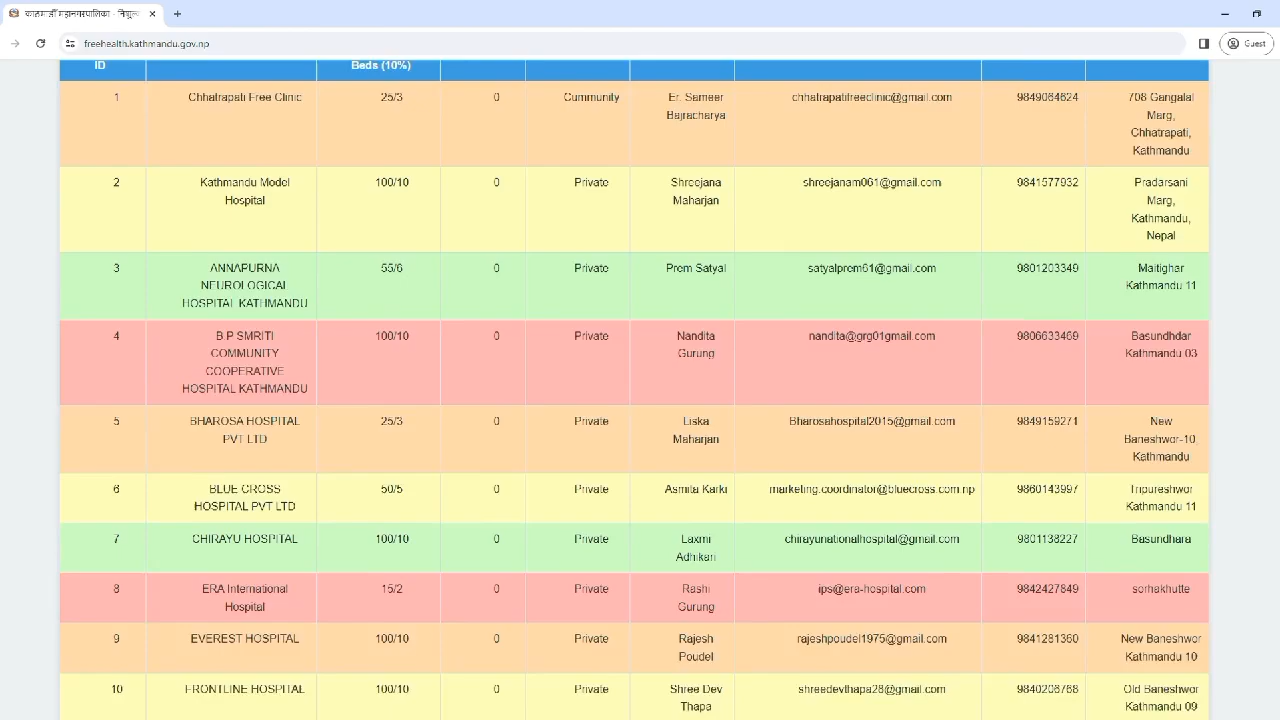 काठमाडौँ महानगरपालिका - निशुल्क
freehealth.kathmandu.gov.np
Guest
ID
Beds (10%)
1 Chhatrapati Free Clinic 25/3 0 Cummunity Er. Sameer chhatrapatifreeclinic@gmail.com 9849064624 708 Gangalal
Bajracharya Marg,
Chhatrapati,
Kathmandu
2 Kathmandu Model 100/10 0 Private Shreejana shreejanam061@gmail.com 9841577932 Pradarsani
Hospital Maharjan Marg,
Kathmandu,
Nepal
3 ANNAPURNA 55/6 0 Private Prem Satyal satyalprem61@gmail.com 9801203349 Maitighar
NEUROLOGICAL Kathmandu 11
HOSPITAL KATHMANDU
4 B P SMRITI 100/10 0 Private Nandita nandita@grg01gmail.com 9806633469 Basundhdar
COMMUNITY Gurung Kathmandu 03
COOPERATIVE
HOSPITAL KATHMANDU
5 BHAROSA HOSPITAL 25/3 0 Private Liska Bharosahospital2015@gmail.com 9849159271 New
PVT LTD Maharjan Baneshwor-10,
Kathmandu
6 BLUE CROSS 50/5 0 Private Asmita Karki marketing.coordinator@bluecross.com.np 9860143997 Tripureshwor
HOSPITAL PVT LTD Kathmandu 11
7 CHIRAYU HOSPITAL 100/10 0 Private Laxmi chirayunationalhospital@gmail.com 9801138227 Basundhara
Adhikari
8 ERA International 15/2 0 Private Rashi ips@era-hospital.com 9842427849 sorhakhutte
Hospital Gurung
9 EVEREST HOSPITAL 100/10 0 Private Rajesh rajeshpoudel1975@gmail.com 9841281360 New Baneshwor
Poudel Kathmandu 10
10 FRONTLINE HOSPITAL 100/10 0 Private Shree Dev shreedevthapa28@gmail.com 9840206768 Old Baneshwor
Thapa Kathmandu 09